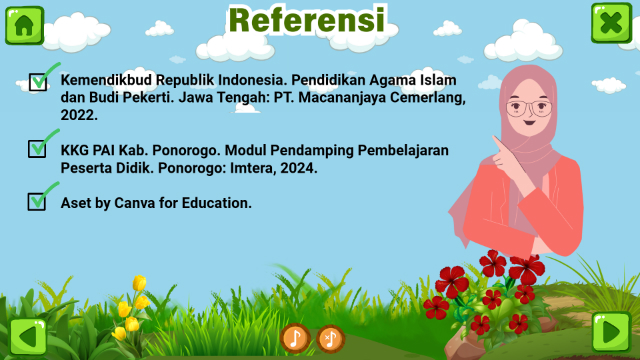 Referensi
Kemendikbud Republik Indonesia. Pendidikan Agama Islam
dan Budi Pekerti. Jawa Tengah: PT. Macananjaya Cemerlang,
2022.
KKG PAI Kab. Ponorogo. Modul Pendamping Pembelajaran
Peserta Didik. Ponorogo: Imtera, 2024.
Aset by Canva for Education.